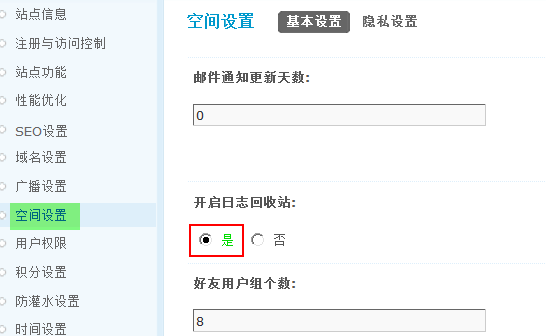 站点信息
注册与访问控制
站点功能
性能优化
SEO设置
域名设置
广播设置
空间设置
用户权限
积分设置
防灌水设置
时间设置
空间设置 基本设置 隐私设置
邮件通知更新天数:
0
开启日志回收站:
是 否
好友用户组个数:
8